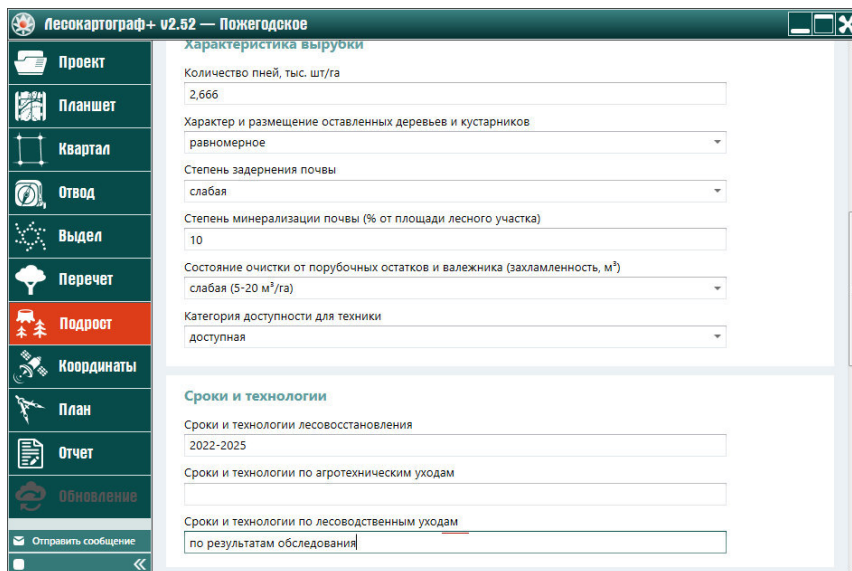 Лесокартограф+ v2.52 — Пожегодское
Проект
Планшет
Квартал
Отвод
Выдел
Перечет
Подрост
Координаты
План
Отчет
Обновление
Отправить сообщение
Характеристика вырубки
Количество пней, тыс. шт/га
2,666
Характер и размещение оставленных деревьев и кустарников
равномерное
Степень задернения почвы
слабая
Степень минерализации почвы (% от площади лесного участка)
10
Состояние очистки от порубочных остатков и валежника (захламленность, м³)
слабая (5-20 м³/га)
Категория доступности для техники
доступная
Сроки и технологии
Сроки и технологии лесовосстановления
2022-2025
Сроки и технологии по агротехническим уходам
Сроки и технологии по лесоводственным уходам
по результатам обследования